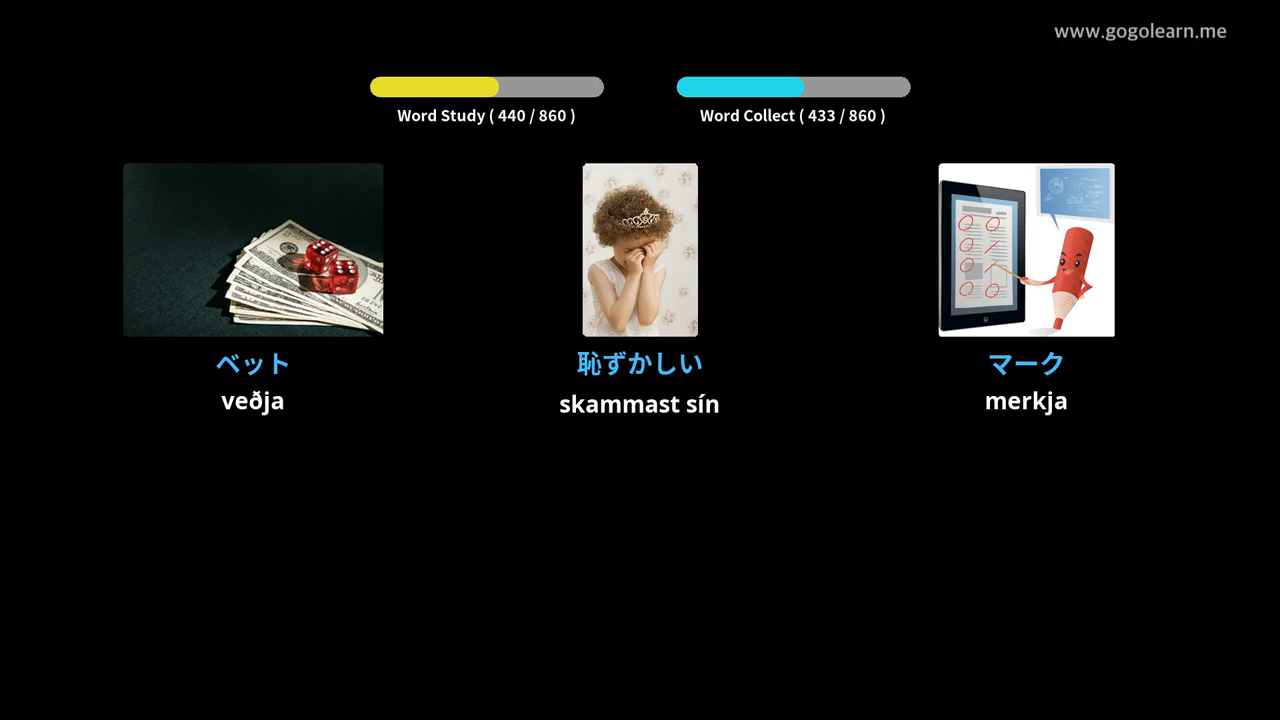 www.gogolearn.me
Word Study ( 440 / 860 )
Word Collect ( 433 / 860 )
ベット
恥ずかしい
マーク
veðja
skammast sín
merkja